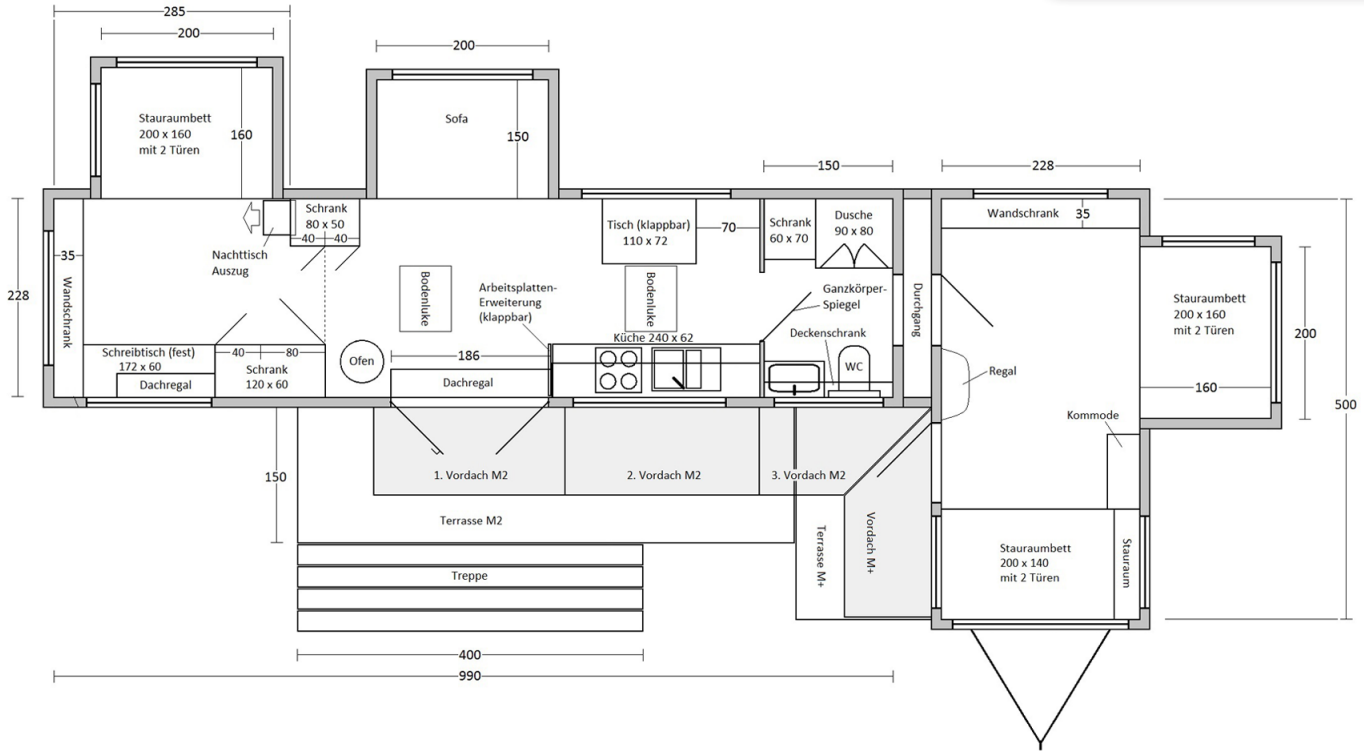 285
200
200
Stauraumbett
200 x 160
mit 2 Türen
160
Sofa
150
150
228
Schrank
80 x 50
40
40
Nachttisch
Auszug
35
Wandschrank
228
Tisch (klappbar)
110 x 72
70
Schrank
60 x 70
Dusche
90 x 80
Wandschrank
35
Bodenluke
Arbeitsplatten-
Erweiterung
(klappbar)
Bodenluke
Ganzkörper-
Spiegel
Durchgang
Stauraumbett
200 x 160
mit 2 Türen
200
160
Schreibtisch (fest)
172 x 60
Dachregal
40
80
Schrank
120 x 60
Ofen
186
Dachregal
Küche 240 x 62
Deckenschrank
WC
Regal
Kommode
500
150
1. Vordach M2
2. Vordach M2
3. Vordach M2
Terrasse M2
Terrasse M+
Vordach M+
Stauraumbett
200 x 140
mit 2 Türen
Stauraum
Treppe
400
990